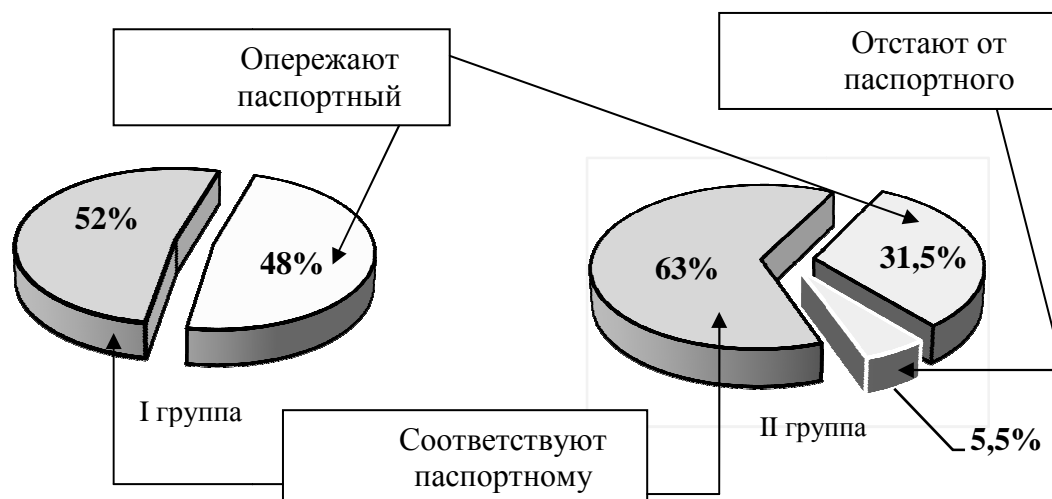 Опережают
паспортный
Отстают от
паспортного
52%
48%
63%
31,5%
I группа
II группа
5,5%
Соответствуют
паспортному